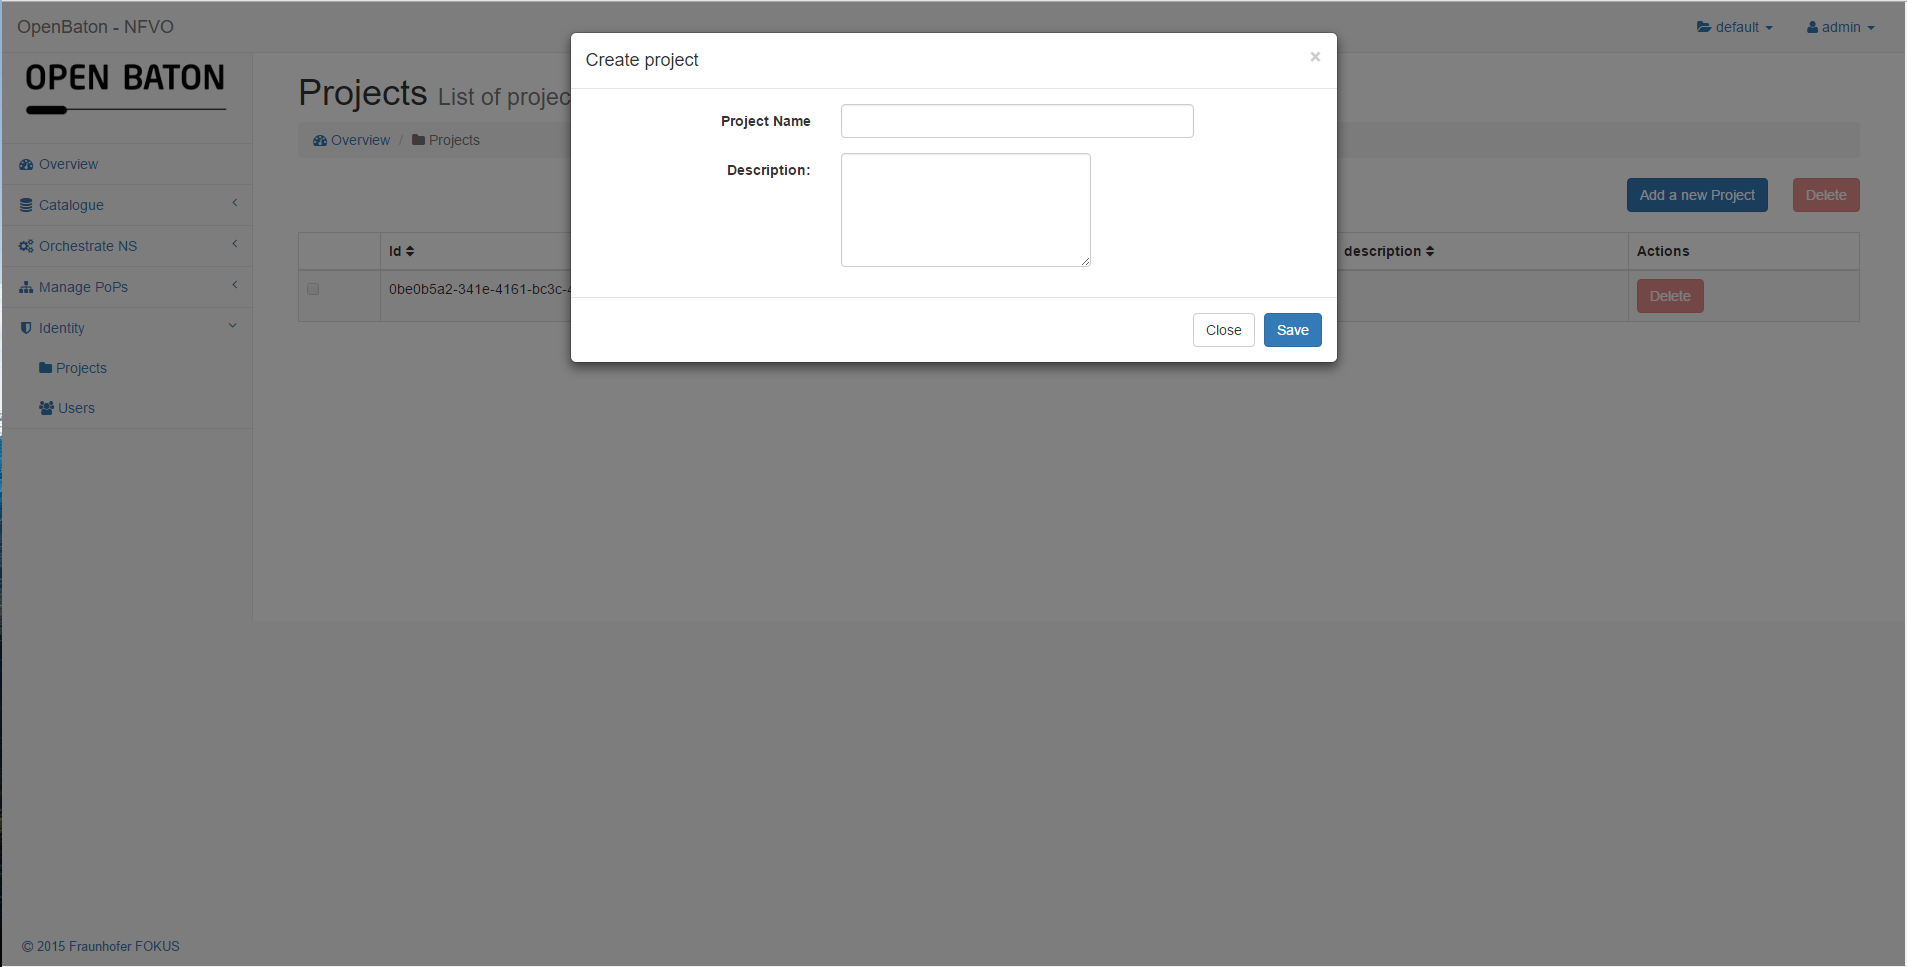 OpenBaton - NFVO
default
admin
OPEN BATON
Overview
Catalogue
Orchestrate NS
Manage PoPs
Identity
Projects
Users
© 2015 Fraunhofer FOKUS
Projects List of projec
Overview / Projects
Add a new Project
Delete
Id
description
Actions
0be0b5a2-341e-4161-bc3c-
Delete
Create project
×
Project Name
Description:
Close
Save